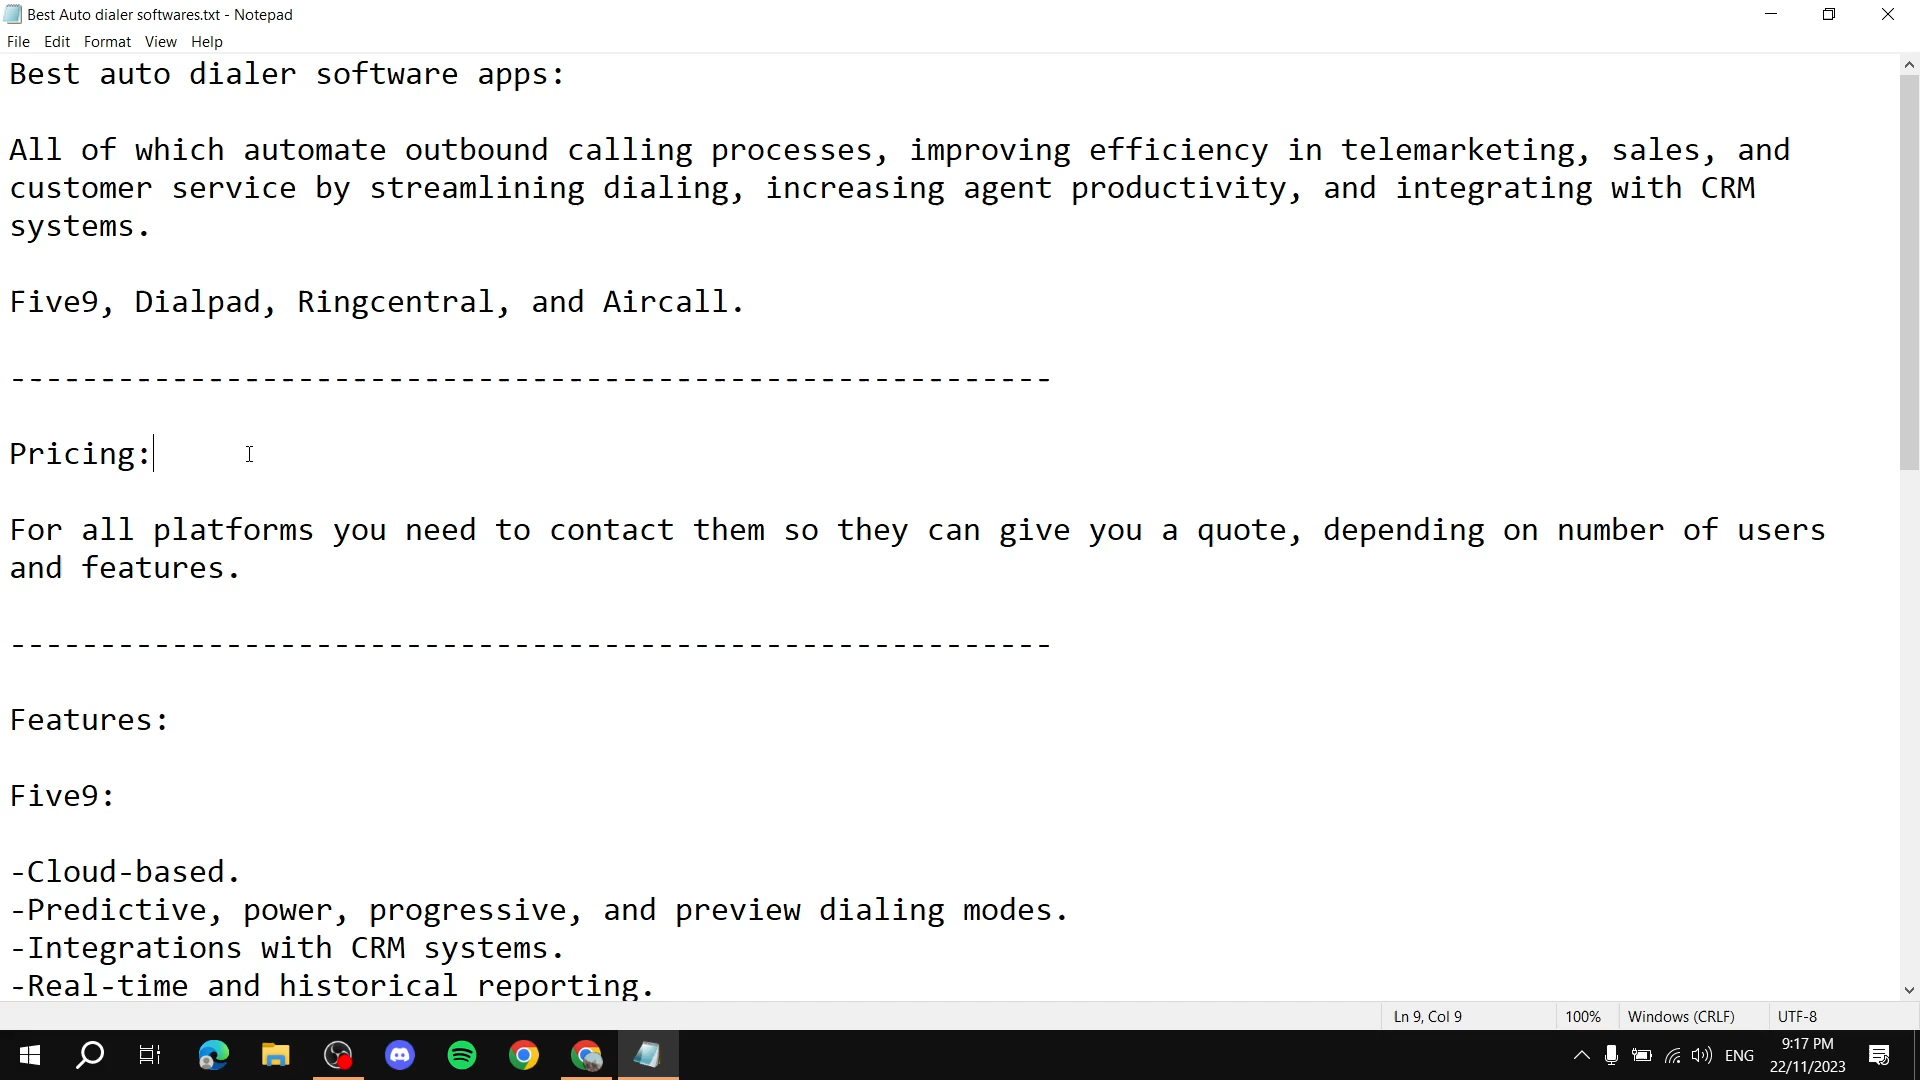 Best Auto dialer softwares.txt - Notepad
File Edit Format View Help
Best auto dialer software apps:
All of which automate outbound calling processes, improving efficiency in telemarketing, sales, and
customer service by streamlining dialing, increasing agent productivity, and integrating with CRM
systems.
Five9, Dialpad, Ringcentral, and Aircall.
----------------------------------------------------------
Pricing:
For all platforms you need to contact them so they can give you a quote, depending on number of users
and features.
----------------------------------------------------------
Features:
Five9:
-Cloud-based.
-Predictive, power, progressive, and preview dialing modes.
-Integrations with CRM systems.
-Real-time and historical reporting.
Ln 9, Col 9 100% Windows (CRLF) UTF-8
ENG 9:17 PM
22/11/2023